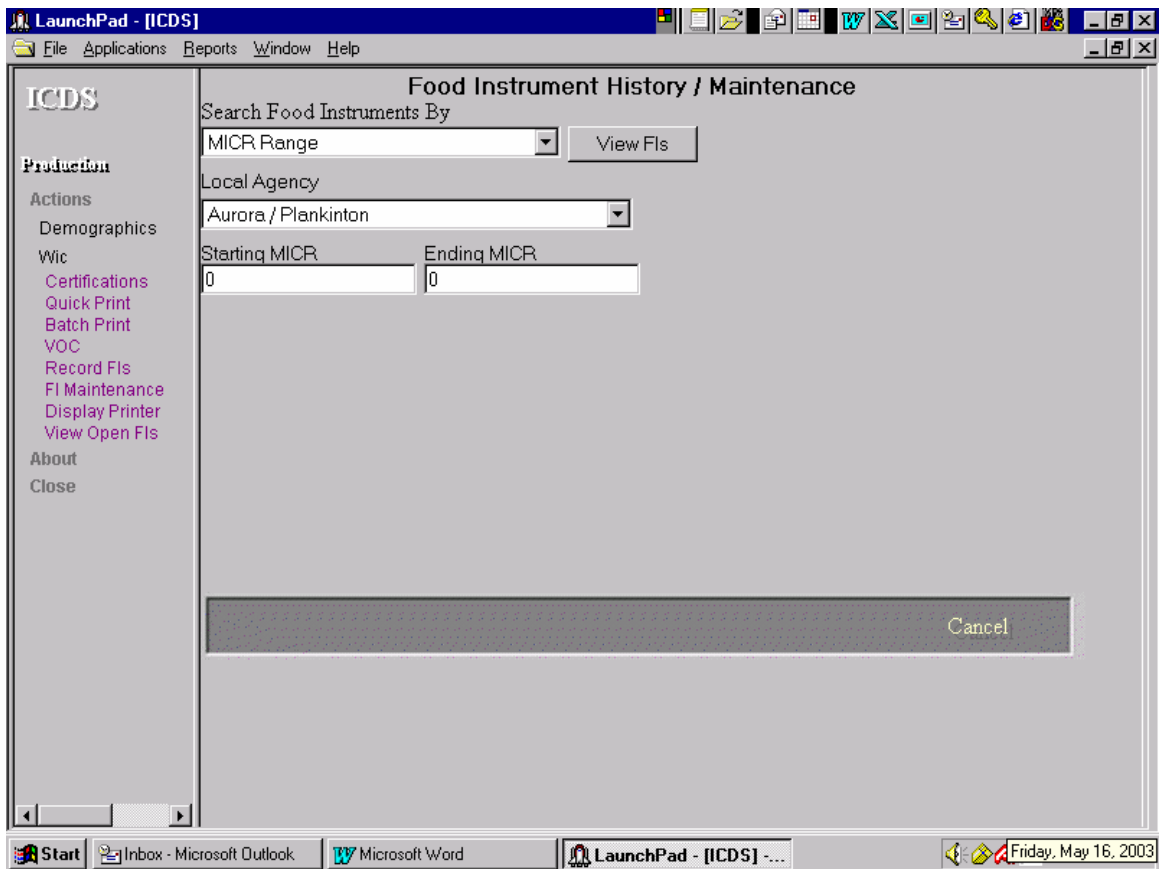 LaunchPad - [ICDS]
File Applications Reports Window Help
ICDS
Production
Actions
Demographics
Wic
Certifications
Quick Print
Batch Print
VOC
Record FIs
FI Maintenance
Display Printer
View Open FIs
About
Close
Food Instrument History / Maintenance
Search Food Instruments By
MICR Range
View FIs
Local Agency
Aurora / Plankinton
Starting MICR Ending MICR
0 0
Cancel
Start Inbox - Microsoft Outlook Microsoft Word LaunchPad - [ICDS] -... Friday, May 16, 2003